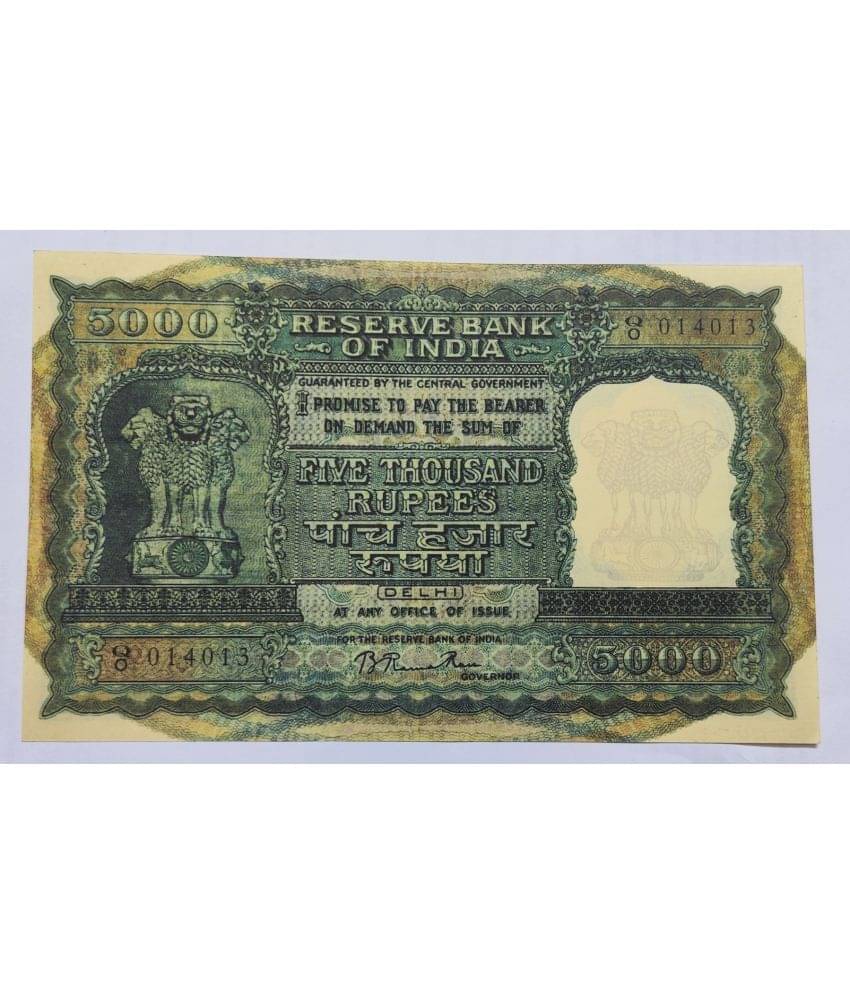 5000
RESERVE BANK
OF INDIA
014013
GUARANTEED BY THE CENTRAL GOVERNMENT
I PROMISE TO PAY THE BEARER
ON DEMAND THE SUM OF
FIVE THOUSAND
RUPEES
पांच हज़ार
रुपया
(DELHI)
AT ANY OFFICE OF ISSUE
FOR THE RESERVE BANK OF INDIA
014013
B. Rama Rau
GOVERNOR
5000